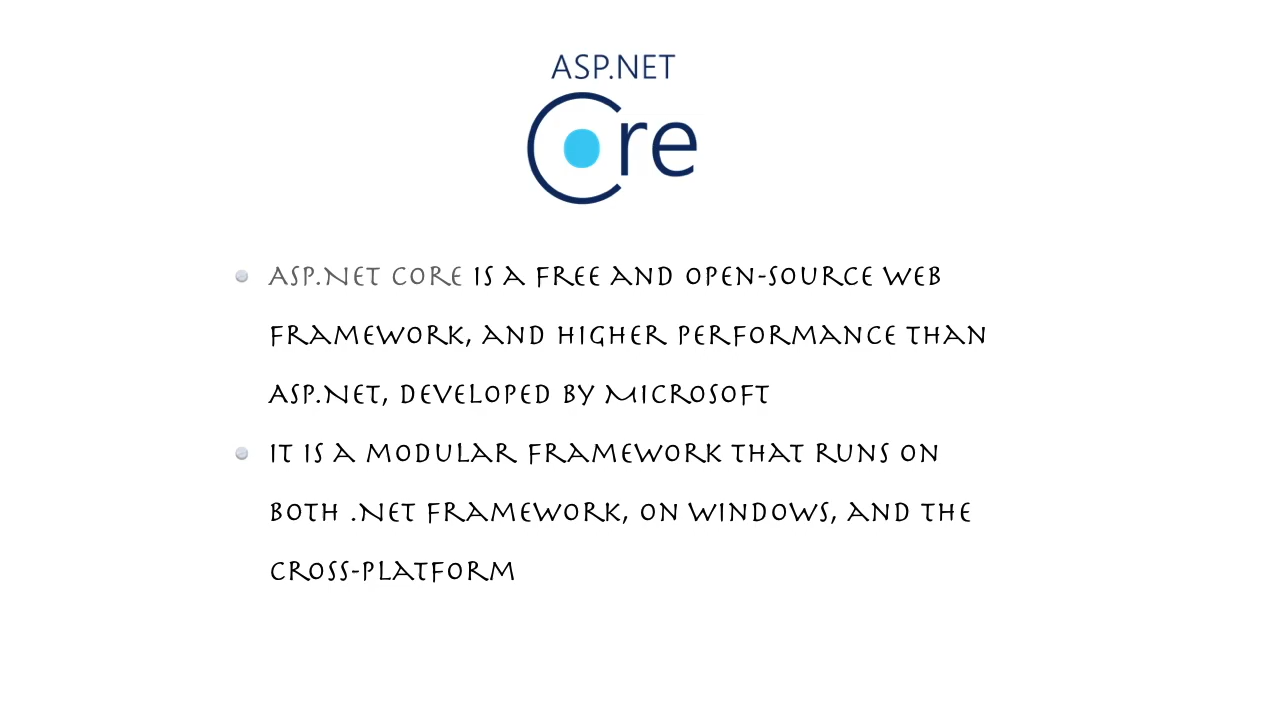 ASP.NET
Core
ASP.NET Core is a free and open-source web
framework, and higher performance than
ASP.Net, developed by Microsoft
It is a modular framework that runs on
both .Net Framework, on Windows, and the
cross-platform